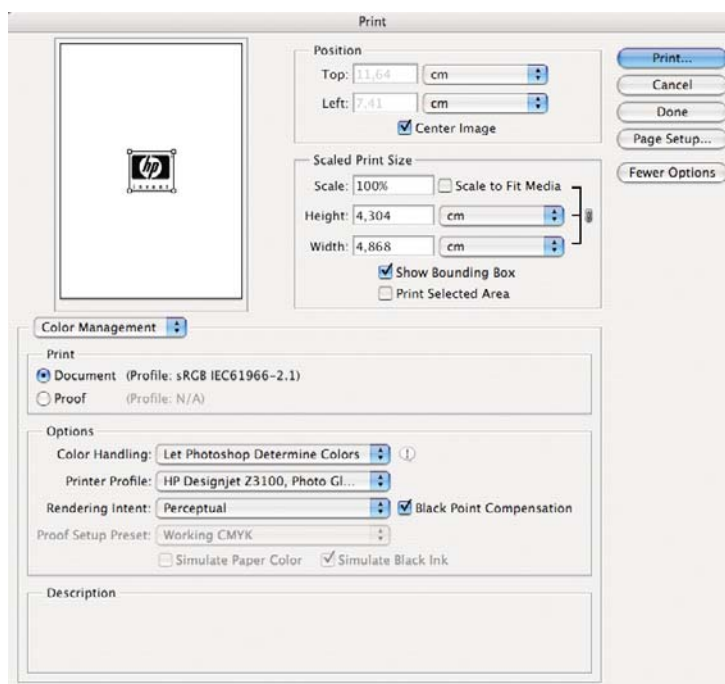 Print
Position
Top: 11,64 cm
Left: 7,41 cm
Center Image
Print...
Cancel
Done
Page Setup...
Fewer Options
hp
invent
Scaled Print Size
Scale: 100% Scale to Fit Media
Height: 4,304 cm
Width: 4,868 cm
Show Bounding Box
Print Selected Area
Color Management
Print
Document (Profile: sRGB IEC61966-2.1)
Proof (Profile: N/A)
Options
Color Handling: Let Photoshop Determine Colors
Printer Profile: HP Designjet Z3100, Photo Gl...
Rendering Intent: Perceptual Black Point Compensation
Proof Setup Preset: Working CMYK
Simulate Paper Color Simulate Black Ink
Description